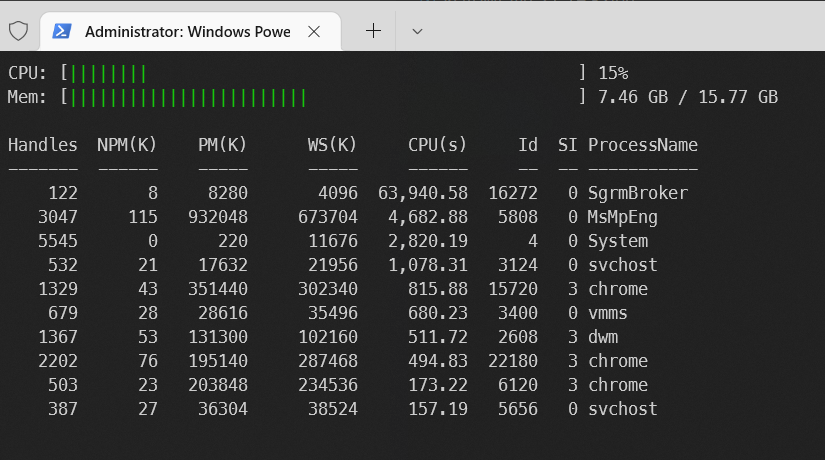 Administrator: Windows Powe
CPU: [|||||||| ] 15%
Mem: [|||||||||||||||||||||||| ] 7.46 GB / 15.77 GB
Handles NPM(K) PM(K) WS(K) CPU(s) Id SI ProcessName
------- ------ ----- ----- ------ -- -- -----------
122 8 8280 4096 63,940.58 16272 0 SgrmBroker
3047 115 932048 673704 4,682.88 5808 0 MsMpEng
5545 0 220 11676 2,820.19 4 0 System
532 21 17632 21956 1,078.31 3124 0 svchost
1329 43 351440 302340 815.88 15720 3 chrome
679 28 28616 35496 680.23 3400 0 vmms
1367 53 131300 102160 511.72 2608 3 dwm
2202 76 195140 287468 494.83 22180 3 chrome
503 23 203848 234536 173.22 6120 3 chrome
387 27 36304 38524 157.19 5656 0 svchost